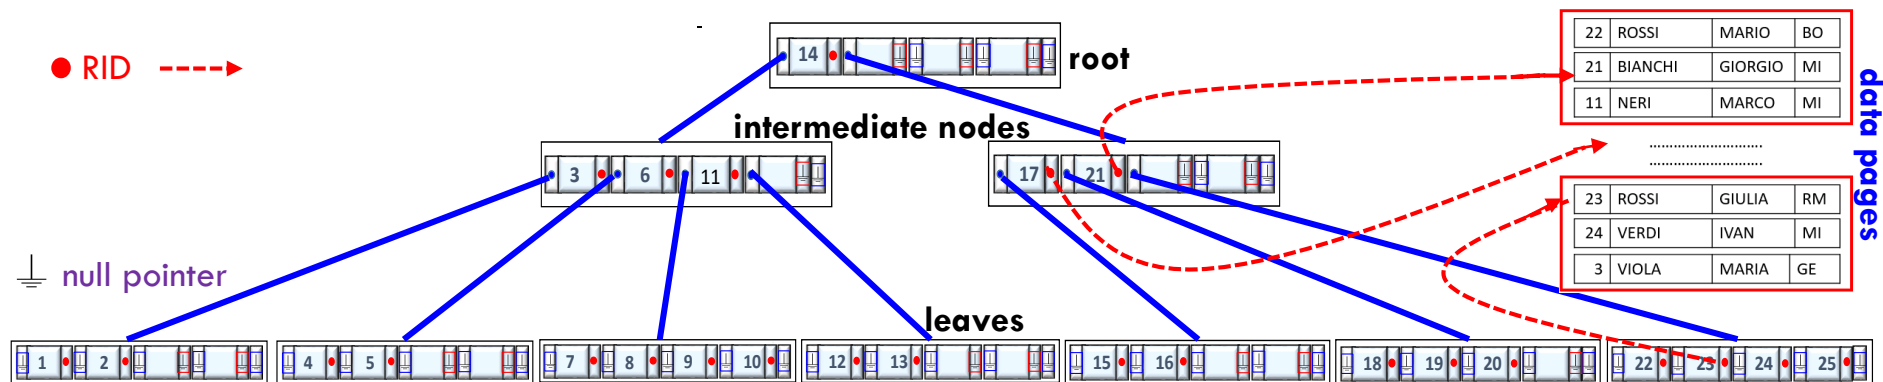 RID
14
root
22 ROSSI MARIO BO
21 BIANCHI GIORGIO MI
11 NERI MARCO MI
data pages
intermediate nodes
3 6 11
17 21
23 ROSSI GIULIA RM
24 VERDI IVAN MI
3 VIOLA MARIA GE
null pointer
leaves
1 2
4 5
7 8 9 10
12 13
15 16
18 19 20
22 23 24 25